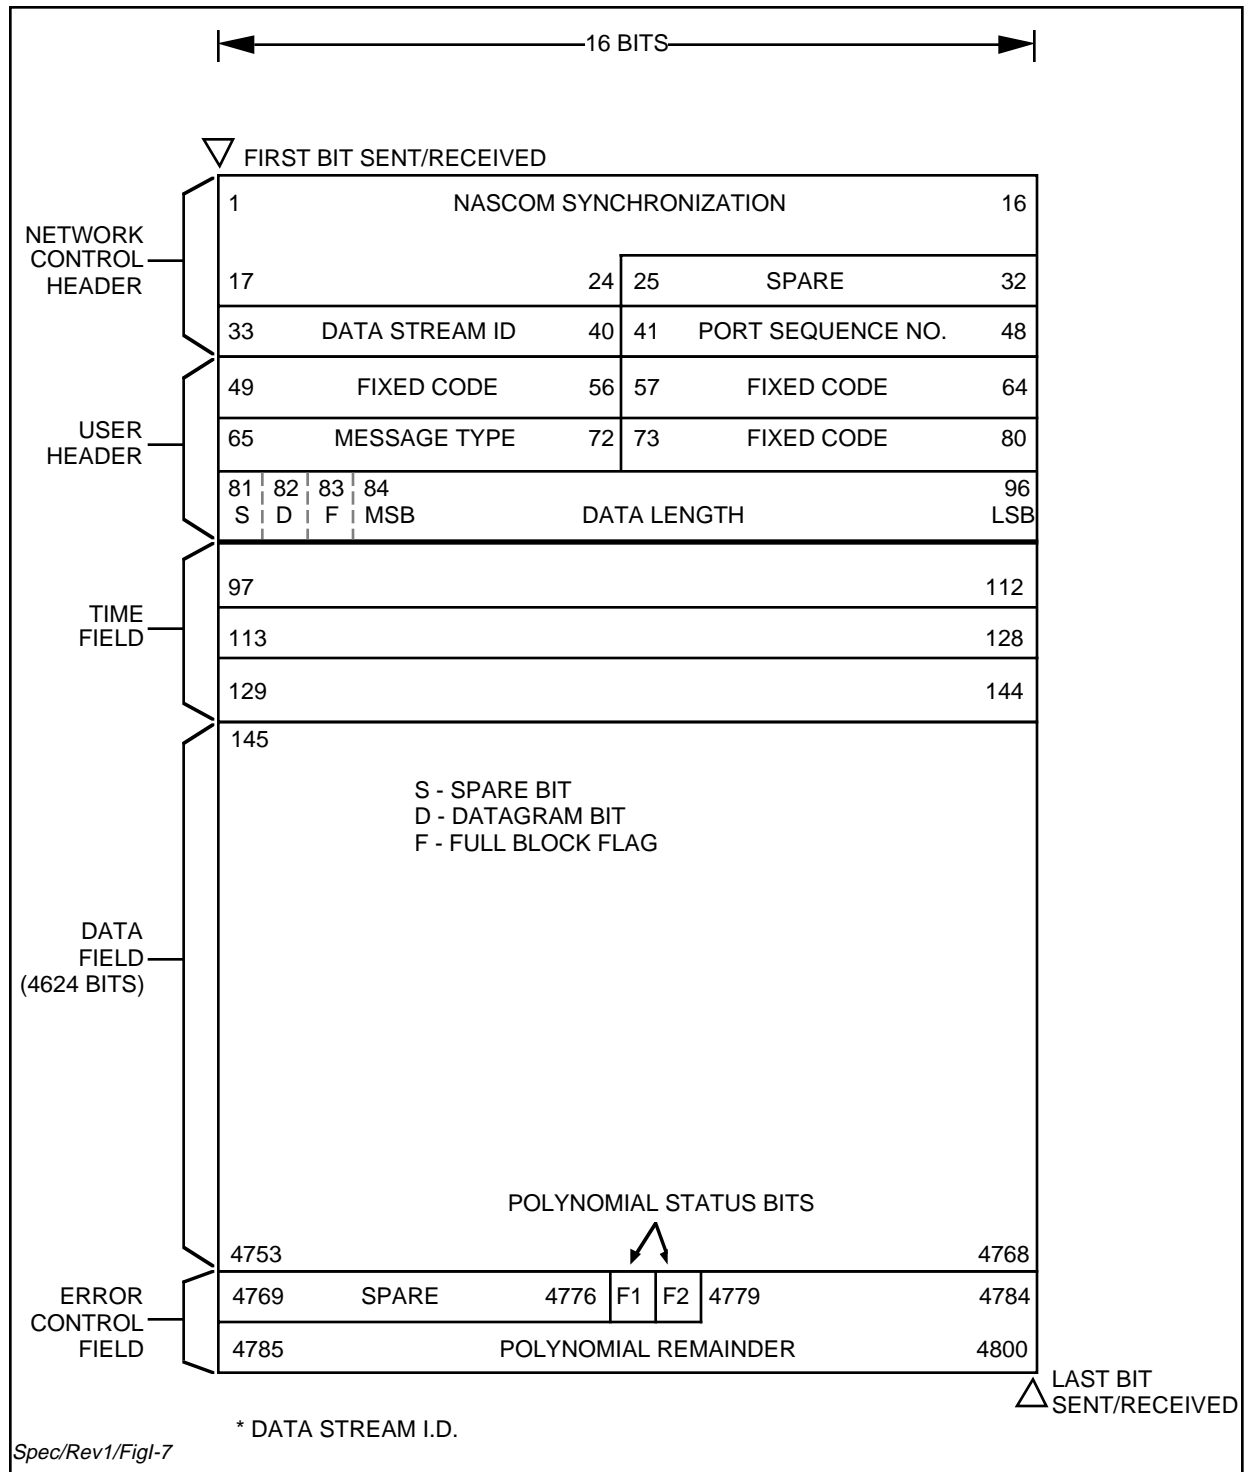 16 BITS
FIRST BIT SENT/RECEIVED
NETWORK
CONTROL
HEADER
1 NASCOM SYNCHRONIZATION 16
17 24 25 SPARE 32
33 DATA STREAM ID 40 41 PORT SEQUENCE NO. 48
USER
HEADER
49 FIXED CODE 56 57 FIXED CODE 64
65 MESSAGE TYPE 72 73 FIXED CODE 80
81 82 83 84 96
S D F MSB DATA LENGTH LSB
TIME
FIELD
97 112
113 128
129 144
DATA
FIELD
(4624 BITS)
145
S - SPARE BIT
D - DATAGRAM BIT
F - FULL BLOCK FLAG
POLYNOMIAL STATUS BITS
4753 4768
ERROR
CONTROL
FIELD
4769 SPARE 4776 F1 F2 4779 4784
4785 POLYNOMIAL REMAINDER 4800
LAST BIT
SENT/RECEIVED
* DATA STREAM I.D.
Spec/Rev1/FigI-7